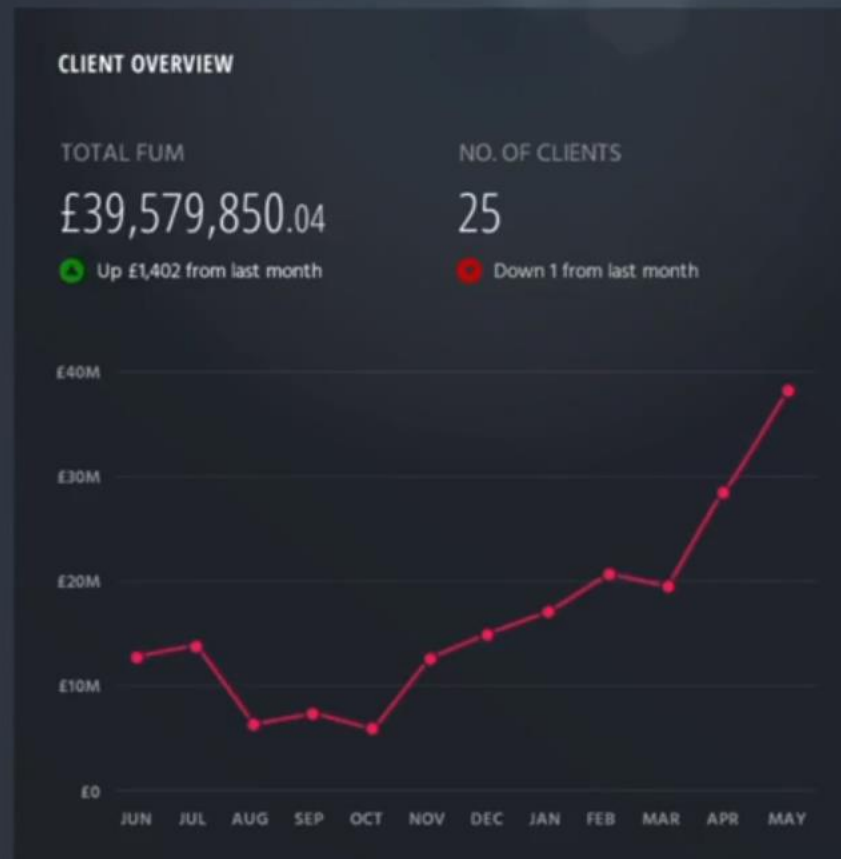 CLIENT OVERVIEW
TOTAL FUM
£39,579,850.04
Up £1,402 from last month
NO. OF CLIENTS
25
Down 1 from last month
£40M
£30M
£20M
£10M
£0
JUN JUL AUG SEP OCT NOV DEC JAN FEB MAR APR MAY